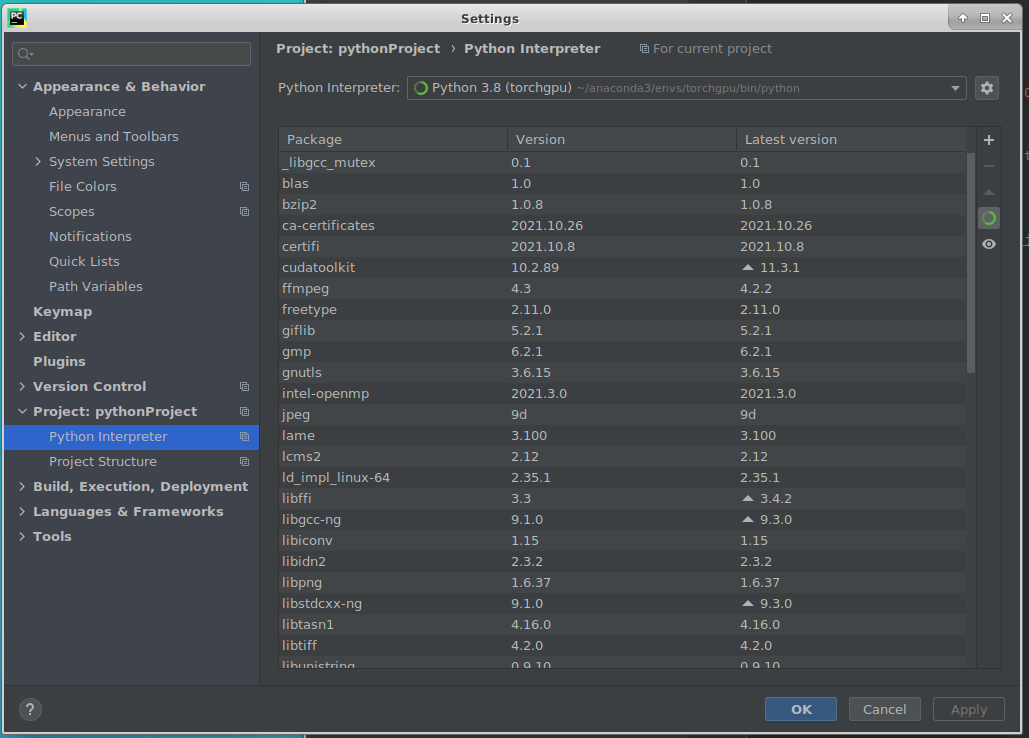 PC
Settings
Project: pythonProject › Python Interpreter For current project
Python Interpreter: Python 3.8 (torchgpu) ~/anaconda3/envs/torchgpu/bin/python
Appearance & Behavior
Appearance
Menus and Toolbars
System Settings
File Colors
Scopes
Notifications
Quick Lists
Path Variables
Keymap
Editor
Plugins
Version Control
Project: pythonProject
Python Interpreter
Project Structure
Build, Execution, Deployment
Languages & Frameworks
Tools
Package Version Latest version
_libgcc_mutex 0.1 0.1
blas 1.0 1.0
bzip2 1.0.8 1.0.8
ca-certificates 2021.10.26 2021.10.26
certifi 2021.10.8 2021.10.8
cudatoolkit 10.2.89 11.3.1
ffmpeg 4.3 4.2.2
freetype 2.11.0 2.11.0
giflib 5.2.1 5.2.1
gmp 6.2.1 6.2.1
gnutls 3.6.15 3.6.15
intel-openmp 2021.3.0 2021.3.0
jpeg 9d 9d
lame 3.100 3.100
lcms2 2.12 2.12
ld_impl_linux-64 2.35.1 2.35.1
libffi 3.3 3.4.2
libgcc-ng 9.1.0 9.3.0
libiconv 1.15 1.15
libidn2 2.3.2 2.3.2
libpng 1.6.37 1.6.37
libstdcxx-ng 9.1.0 9.3.0
libtasn1 4.16.0 4.16.0
libtiff 4.2.0 4.2.0
libunistring 0.9.10 0.9.10
? OK Cancel Apply